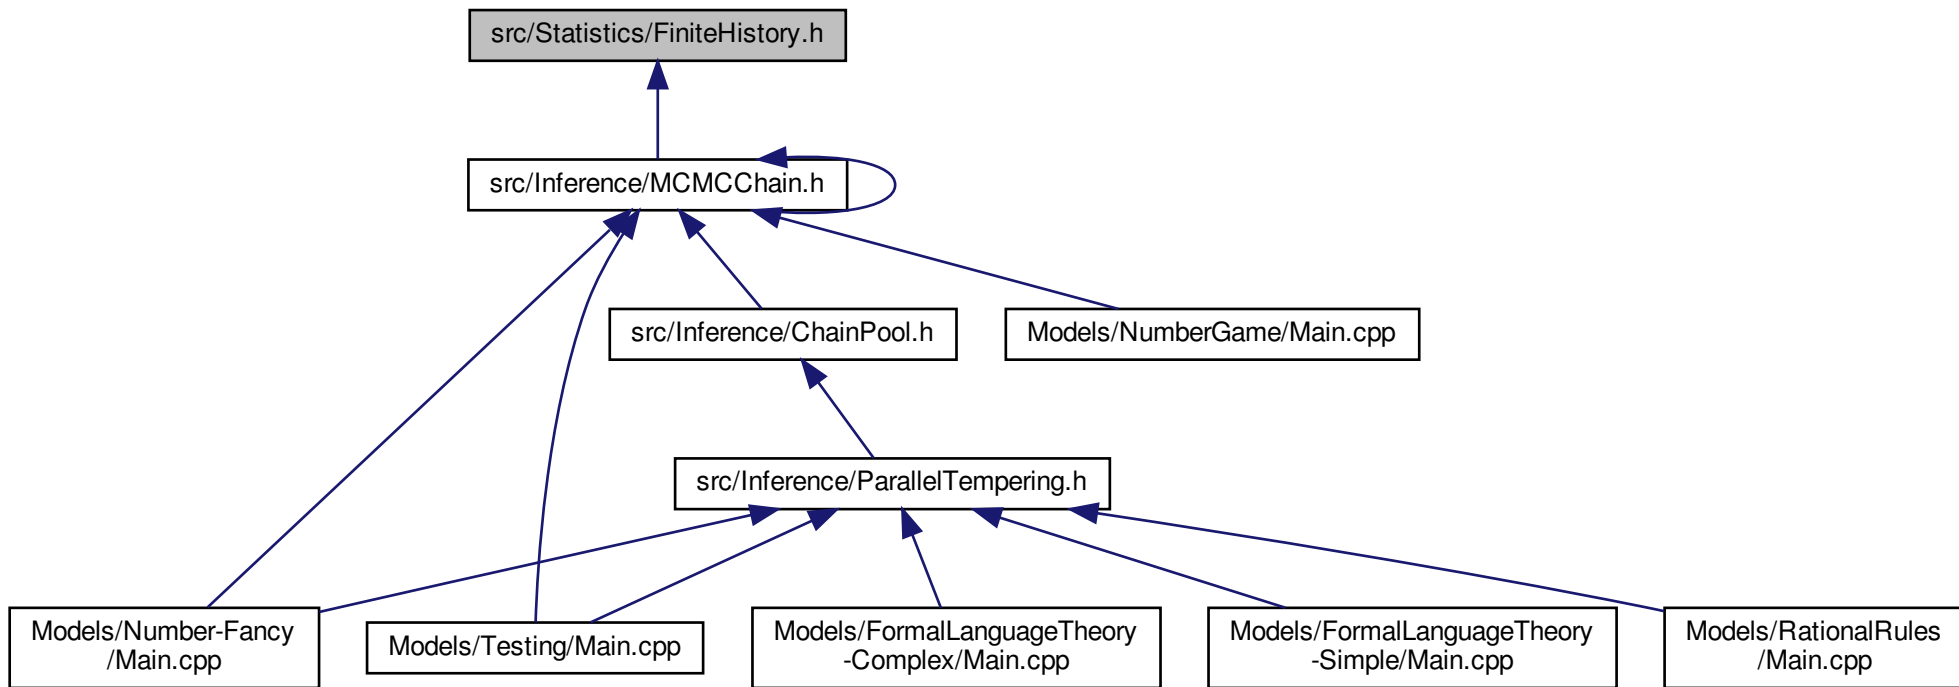 src/Statistics/FiniteHistory.h
src/Inference/MCMCChain.h
src/Inference/ChainPool.h
Models/NumberGame/Main.cpp
src/Inference/ParallelTempering.h
Models/Number-Fancy
/Main.cpp
Models/Testing/Main.cpp
Models/FormalLanguageTheory
-Complex/Main.cpp
Models/FormalLanguageTheory
-Simple/Main.cpp
Models/RationalRules
/Main.cpp